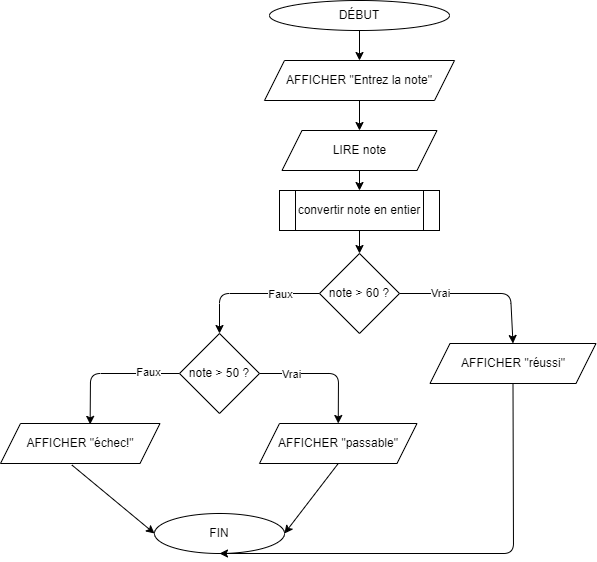 DÉBUT
AFFICHER "Entrez la note"
LIRE note
convertir note en entier
note > 60 ?
Faux
Vrai
note > 50 ?
Faux
Vrai
AFFICHER "réussi"
AFFICHER "échec!"
AFFICHER "passable"
FIN